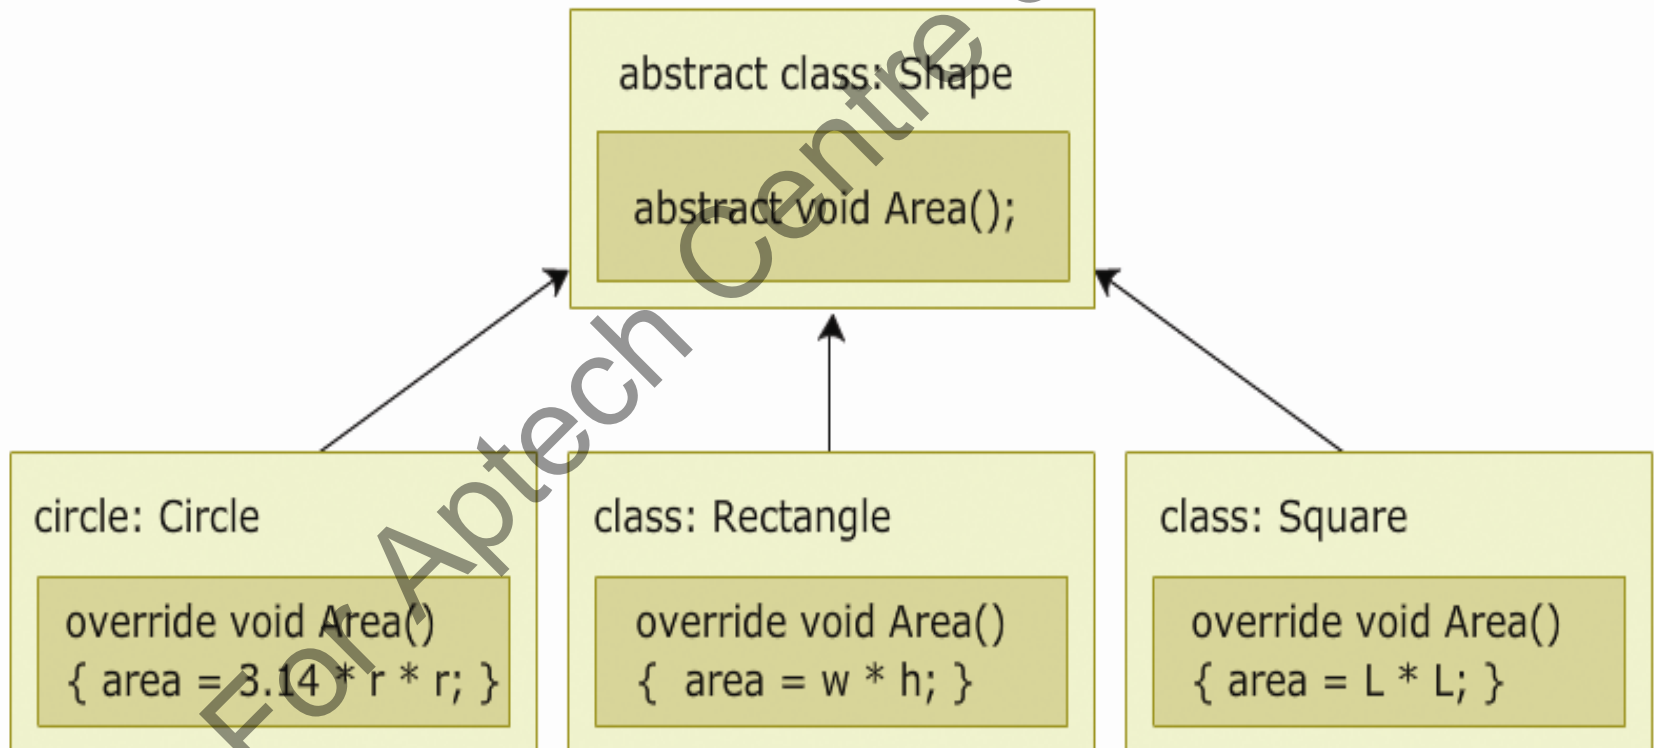 abstract class: Shape
abstract void Area();
circle: Circle
override void Area()
{ area = 3.14 * r * r; }
class: Rectangle
override void Area()
{ area = w * h; }
class: Square
override void Area()
{ area = L * L; }
For Aptech Centre